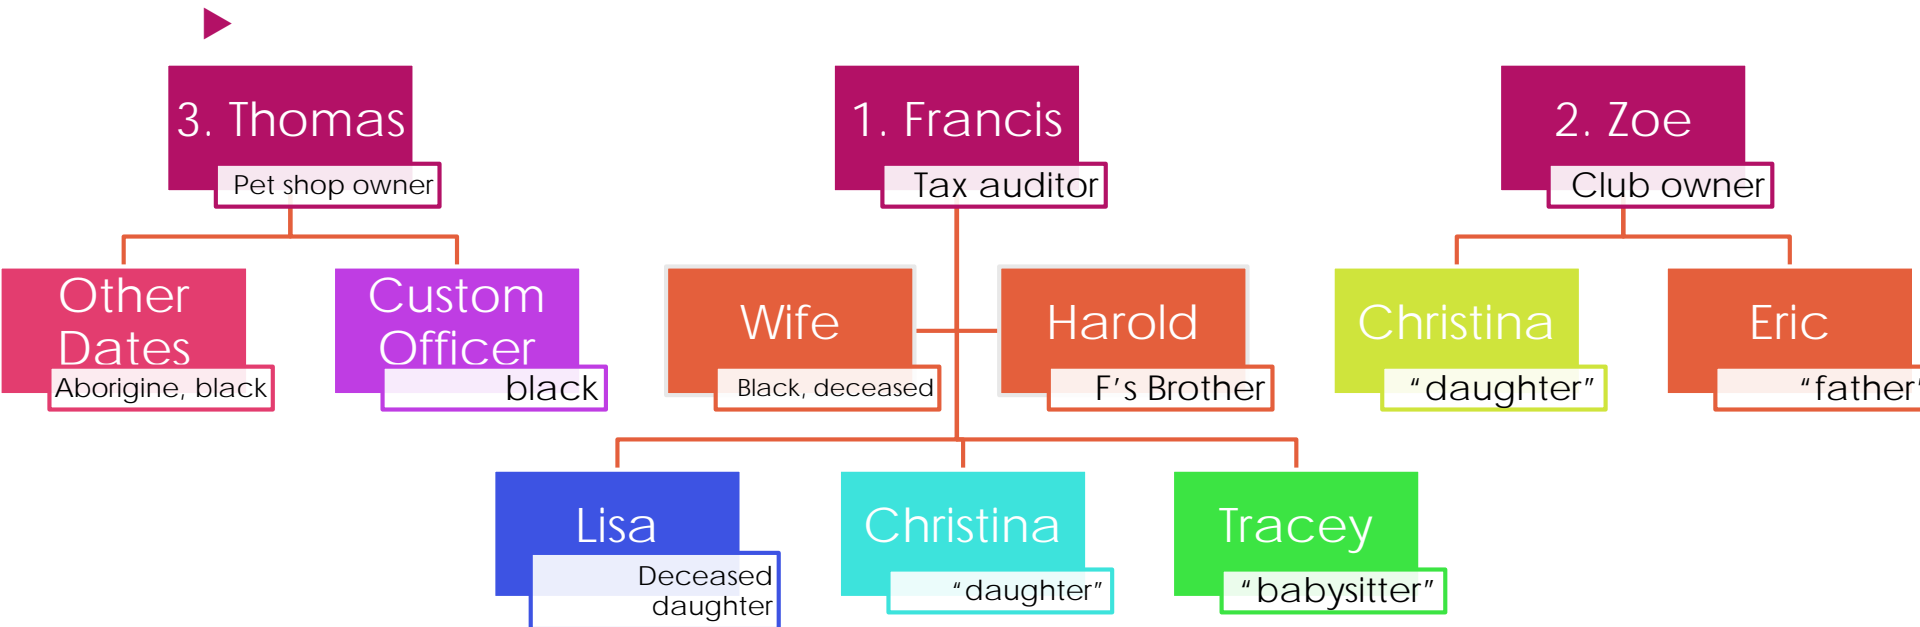 3. Thomas
Pet shop owner
1. Francis
Tax auditor
2. Zoe
Club owner
Other
Dates
Aborigine, black
Custom
Officer
black
Wife
Black, deceased
Harold
F's Brother
Christina
“daughter”
Eric
“father”
Lisa
Deceased
daughter
Christina
“daughter”
Tracey
“babysitter”